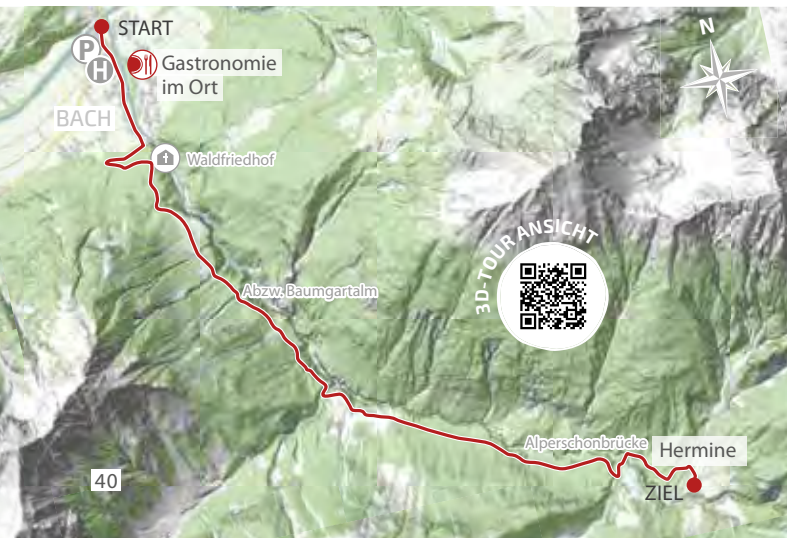 START
N
P
H
Gastronomie
im Ort
BACH
Waldfriedhof
3D-TOUR ANSICHT
Abzw. Baumgartalm
Alperschonbrücke
Hermine
40
ZIEL